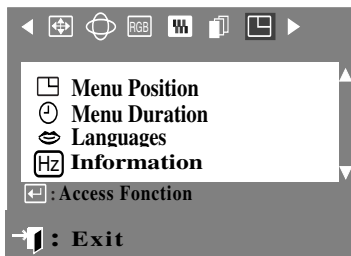 RGB
Menu Position
Menu Duration
Languages
Hz Information
: Access Fonction
: Exit